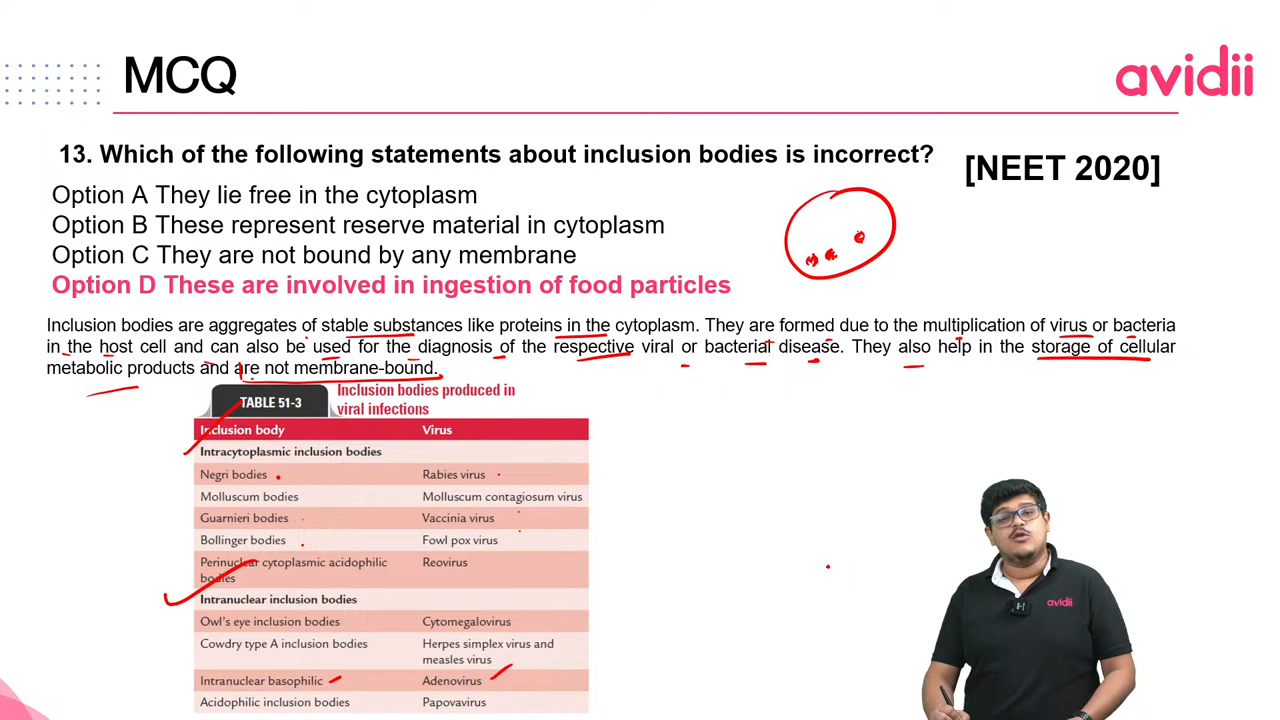 MCQ
avidii
13. Which of the following statements about inclusion bodies is incorrect?
[NEET 2020]
Option A They lie free in the cytoplasm
Option B These represent reserve material in cytoplasm
Option C They are not bound by any membrane
Option D These are involved in ingestion of food particles
Inclusion bodies are aggregates of stable substances like proteins in the cytoplasm. They are formed due to the multiplication of virus or bacteria
in the host cell and can also be used for the diagnosis of the respective viral or bacterial disease. They also help in the storage of cellular
metabolic products and are not membrane-bound.
TABLE 51-3
Inclusion bodies produced in
viral infections
Inclusion body Virus
Intracytoplasmic inclusion bodies
Negri bodies Rabies virus
Molluscum bodies Molluscum contagiosum virus
Guarnieri bodies Vaccinia virus
Bollinger bodies Fowl pox virus
Perinuclear cytoplasmic acidophilic Reovirus
bodies
Intranuclear inclusion bodies
Owl's eye inclusion bodies Cytomegalovirus
Cowdry type A inclusion bodies Herpes simplex virus and
measles virus
Intranuclear basophilic Adenovirus
Acidophilic inclusion bodies Papovavirus
avidii